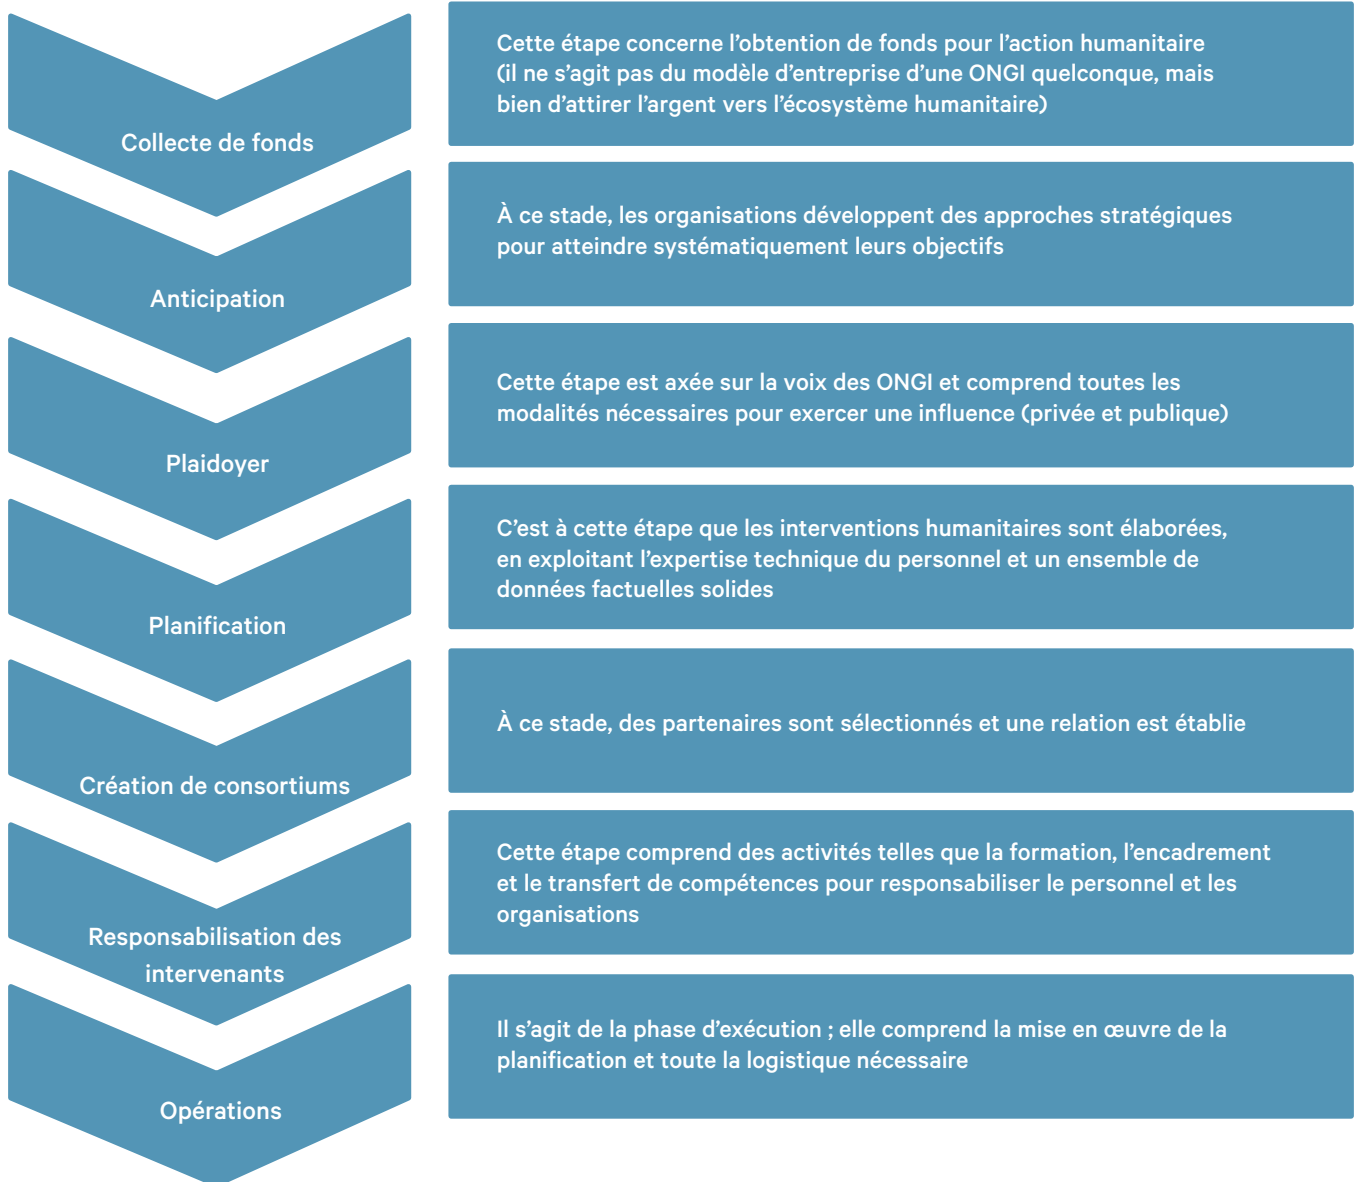 Collecte de fonds
Cette étape concerne l’obtention de fonds pour l’action humanitaire
(il ne s’agit pas du modèle d’entreprise d’une ONGI quelconque, mais
bien d’attirer l’argent vers l’écosystème humanitaire)
Anticipation
À ce stade, les organisations développent des approches stratégiques
pour atteindre systématiquement leurs objectifs
Plaidoyer
Cette étape est axée sur la voix des ONGI et comprend toutes les
modalités nécessaires pour exercer une influence (privée et publique)
Planification
C’est à cette étape que les interventions humanitaires sont élaborées,
en exploitant l’expertise technique du personnel et un ensemble de
données factuelles solides
Création de consortiums
À ce stade, des partenaires sont sélectionnés et une relation est établie
Responsabilisation des
intervenants
Cette étape comprend des activités telles que la formation, l’encadrement
et le transfert de compétences pour responsabiliser le personnel et les
organisations
Opérations
Il s’agit de la phase d’exécution ; elle comprend la mise en œuvre de la
planification et toute la logistique nécessaire